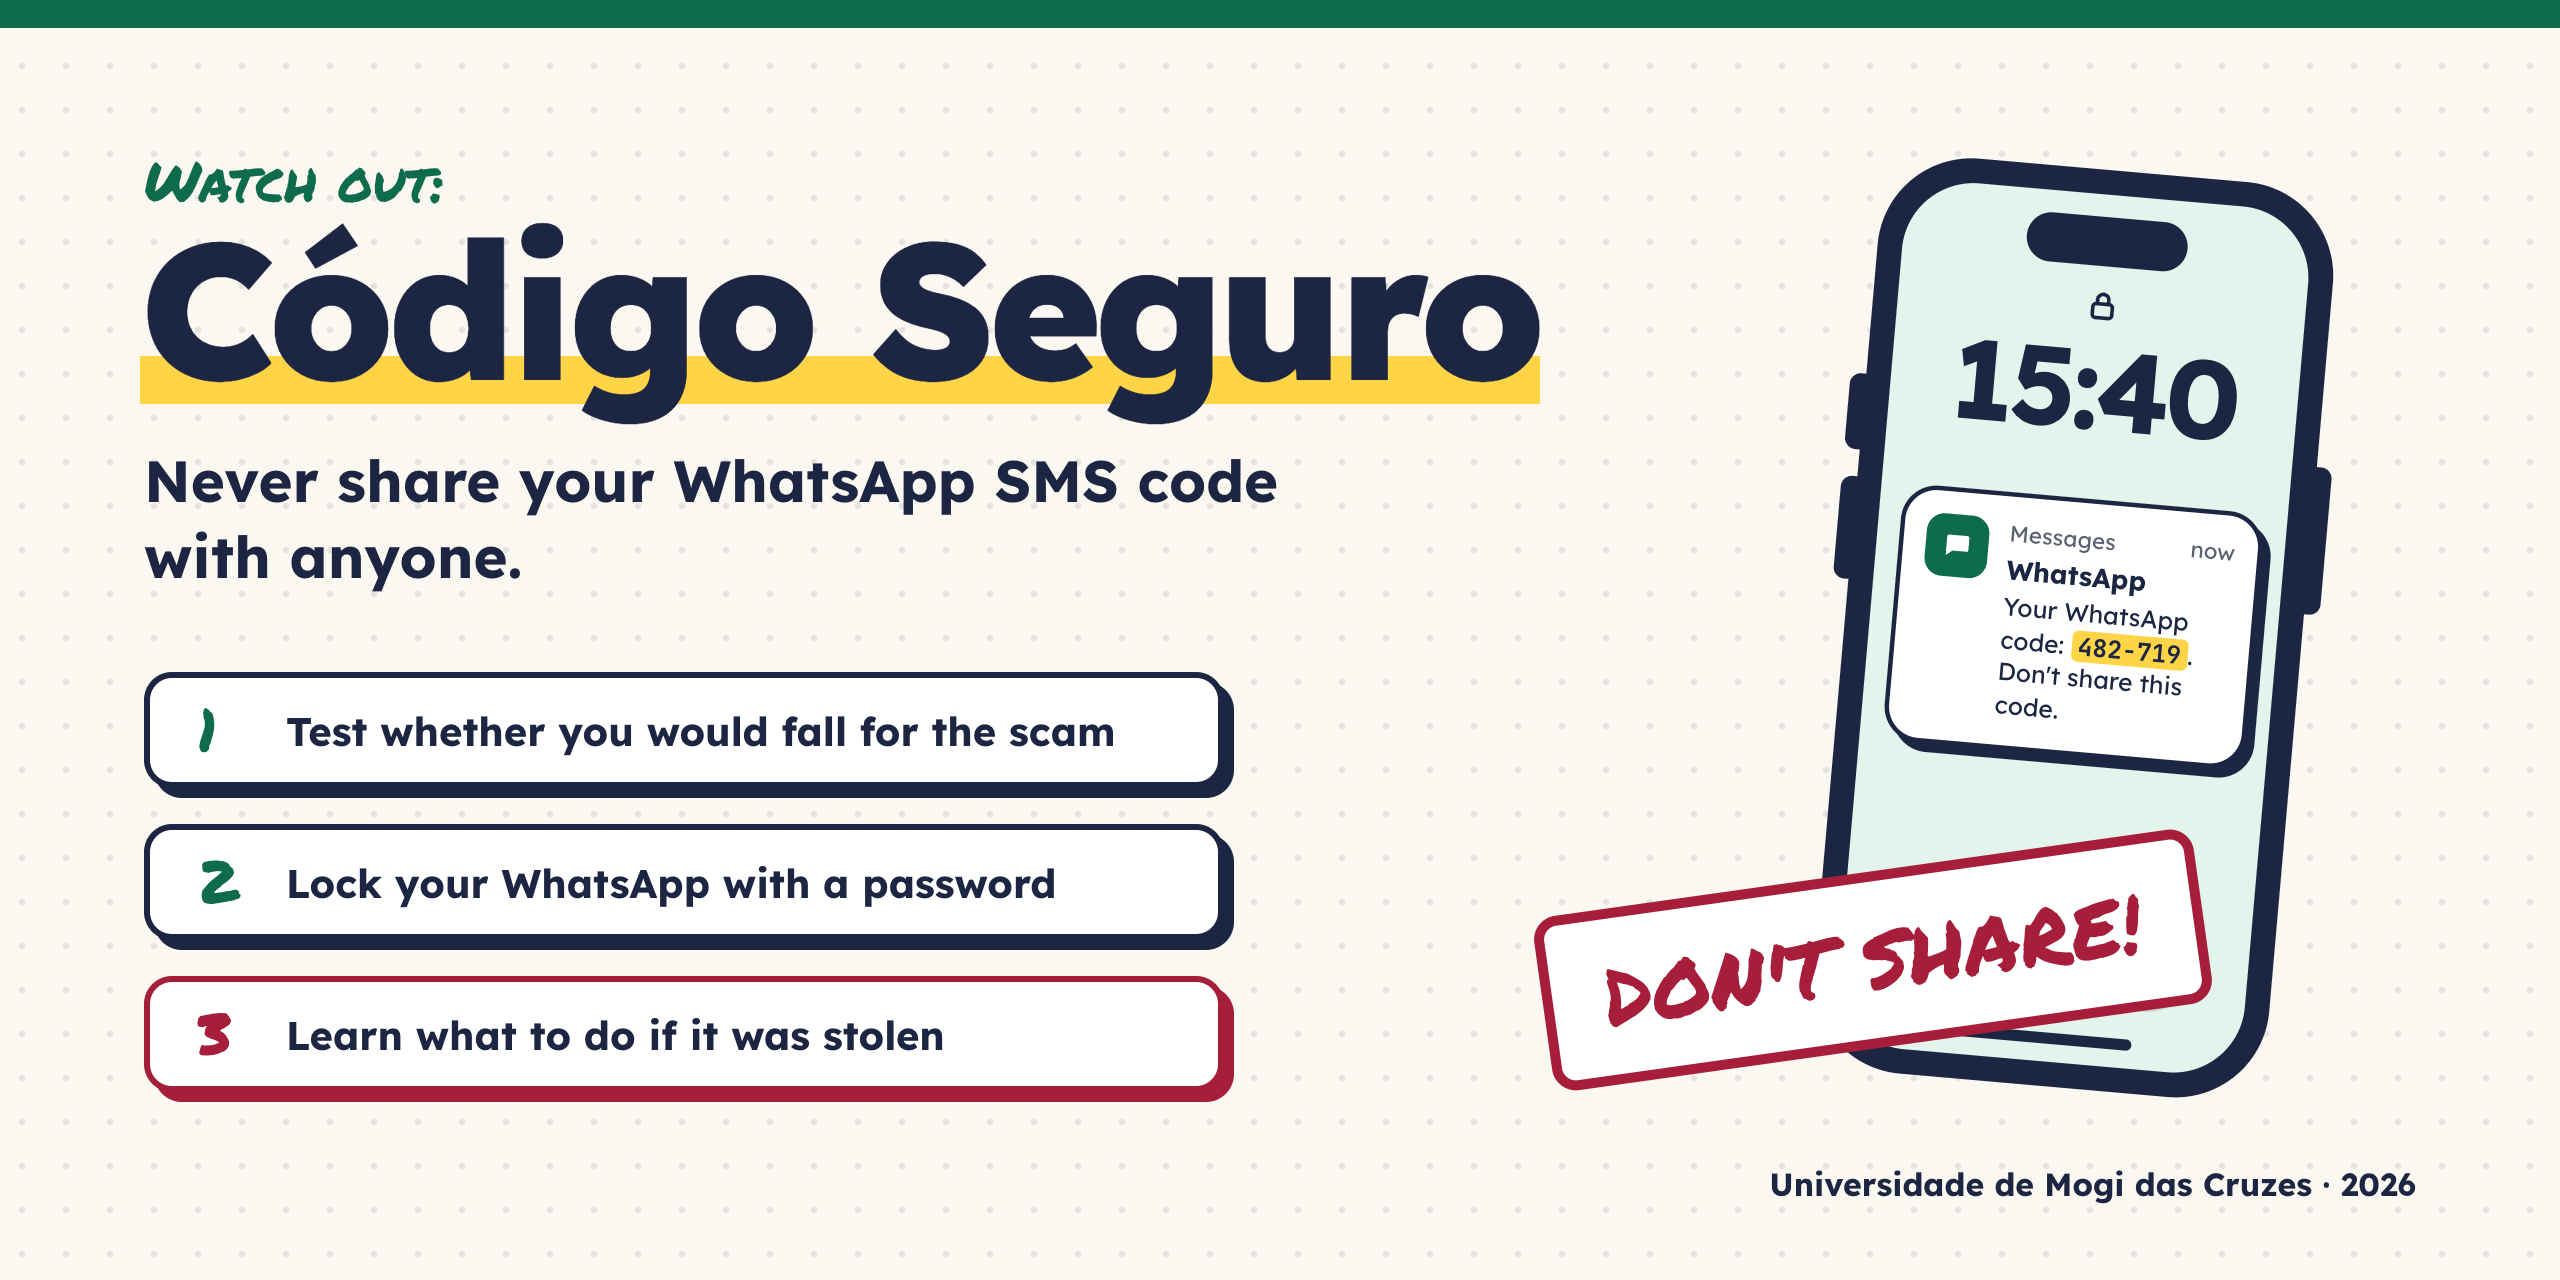 WATCH OUT:
Código Seguro
Never share your WhatsApp SMS code
with anyone.
1 Test whether you would fall for the scam
2 Lock your WhatsApp with a password
3 Learn what to do if it was stolen
15:40
Messages now
WhatsApp
Your WhatsApp
code: 482-719.
Don't share this
code.
DON'T SHARE!
Universidade de Mogi das Cruzes · 2026